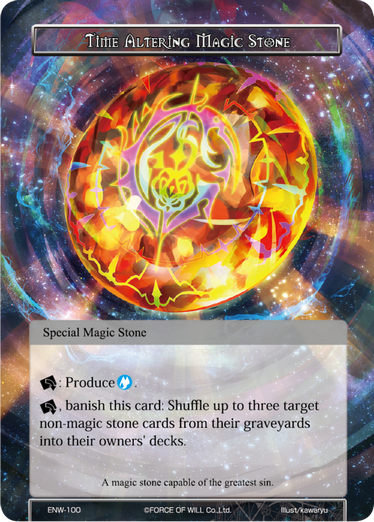 Time Altering Magic Stone
Special Magic Stone
: Produce .
, banish this card: Shuffle up to three target
non-magic stone cards from their graveyards
into their owners' decks.
A magic stone capable of the greatest sin.
ENW-100 ©FORCE OF WILL Co.,Ltd. Illust/kawaryu